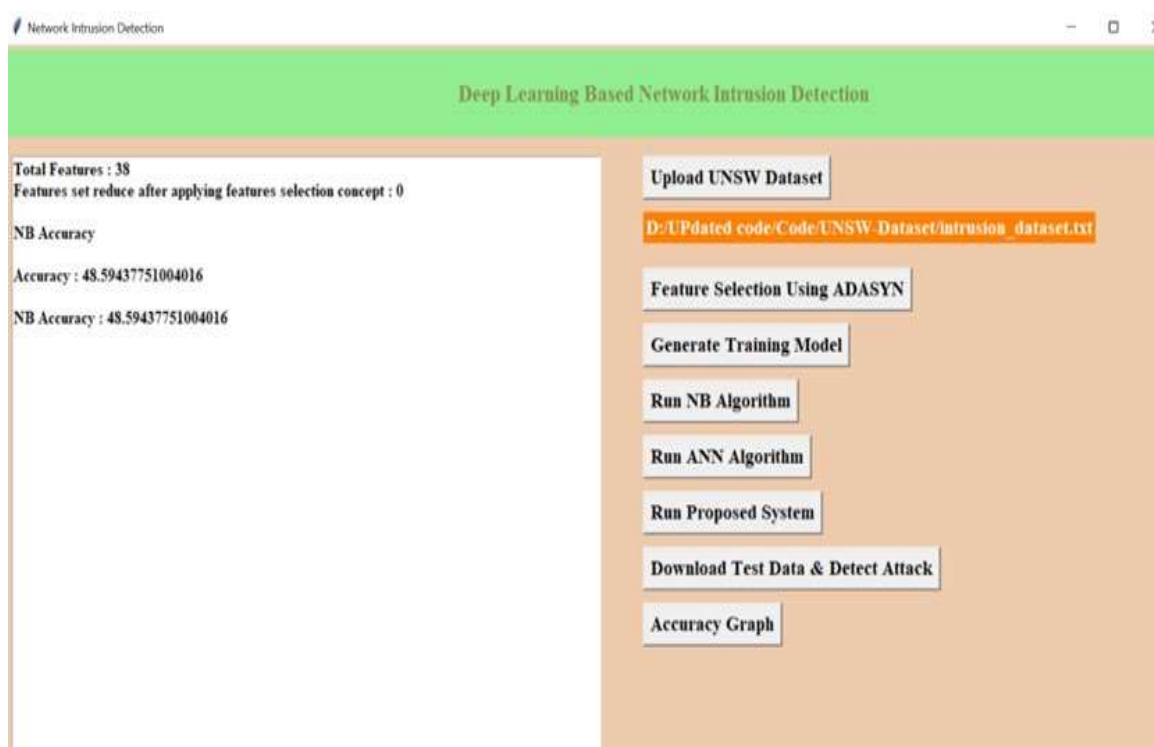 Network Intrusion Detection
Deep Learning Based Network Intrusion Detection
Total Features : 38
Features set reduce after applying features selection concept : 0
NB Accuracy
Accuracy : 48.59437751004016
NB Accuracy : 48.59437751004016
Upload UNSW Dataset
D:/UPdated code/Code/UNSW-Dataset/intrusion_dataset.txt
Feature Selection Using ADASYN
Generate Training Model
Run NB Algorithm
Run ANN Algorithm
Run Proposed System
Download Test Data & Detect Attack
Accuracy Graph